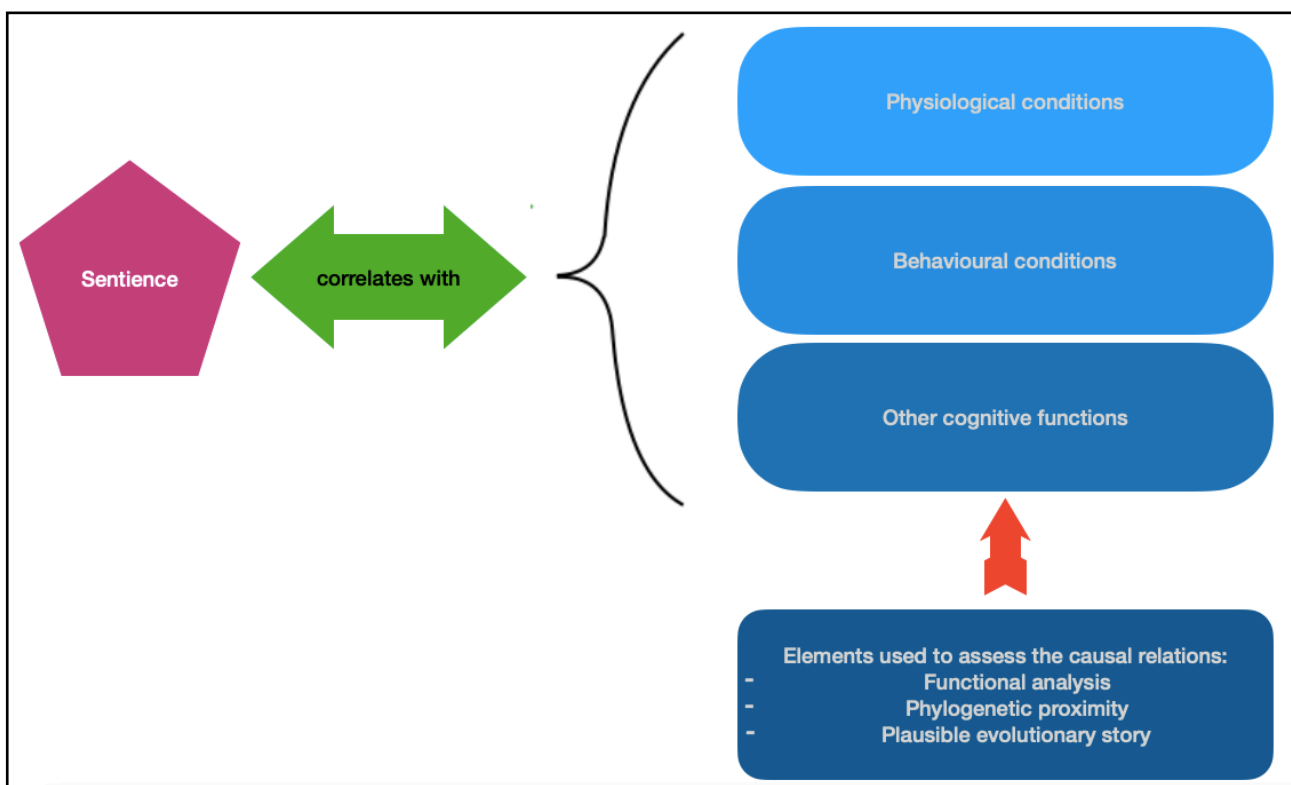 Physiological conditions
Behavioural conditions
Sentience
correlates with
Other cognitive functions
Elements used to assess the causal relations:
- Functional analysis
- Phylogenetic proximity
- Plausible evolutionary story